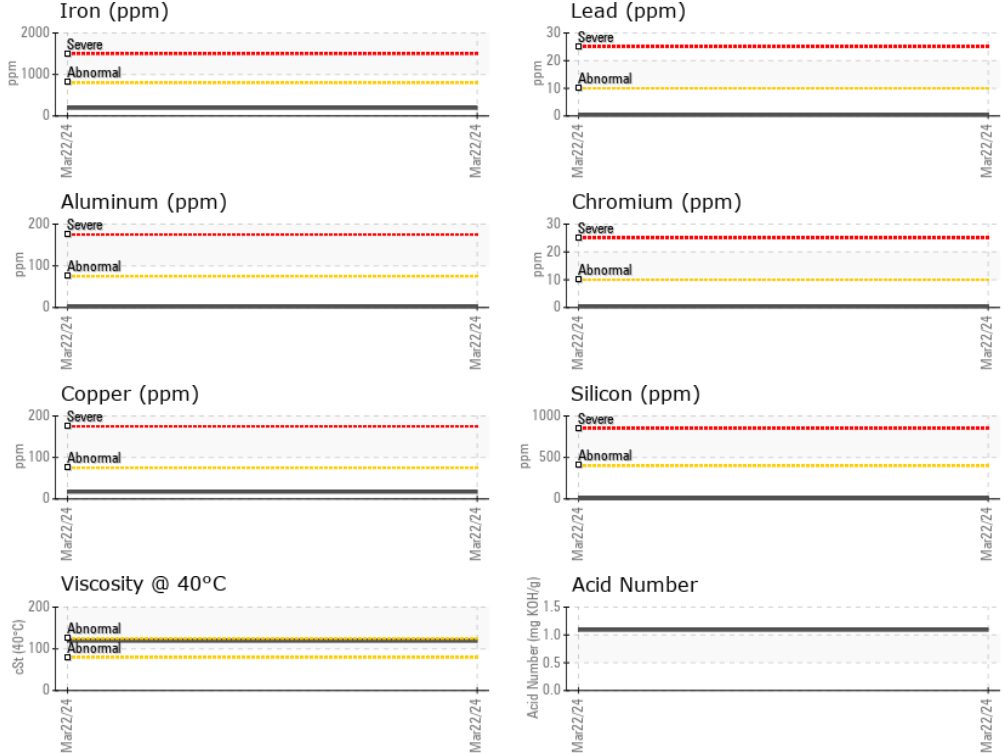 Iron (ppm)
2000
Severe
1000
Abnormal
0
ppm
Mar22/24
Mar22/24
Lead (ppm)
30
Severe
20
Abnormal
10
0
ppm
Mar22/24
Mar22/24
Aluminum (ppm)
200
Severe
100
Abnormal
0
ppm
Mar22/24
Mar22/24
Chromium (ppm)
30
Severe
20
Abnormal
10
0
ppm
Mar22/24
Mar22/24
Copper (ppm)
200
Severe
100
Abnormal
0
ppm
Mar22/24
Mar22/24
Silicon (ppm)
1000
Severe
500
Abnormal
0
ppm
Mar22/24
Mar22/24
Viscosity @ 40°C
200
Abnormal
100
Abnormal
0
cSt (40°C)
Mar22/24
Mar22/24
Acid Number
1.5
1.0
0.5
0.0
Acid Number (mg KOH/g)
Mar22/24
Mar22/24